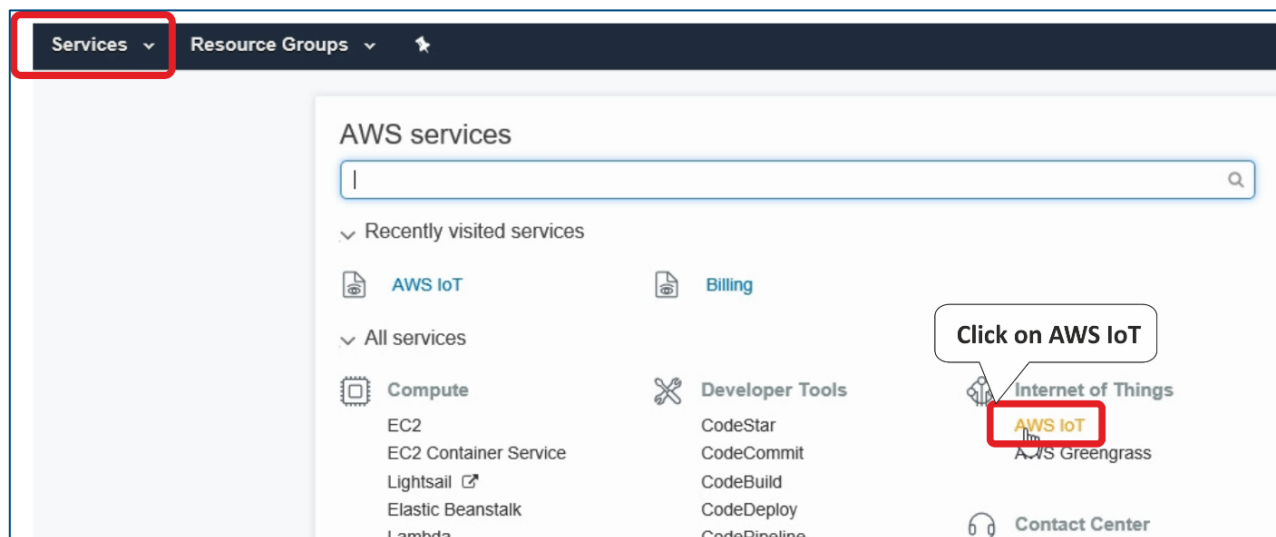 Services
Resource Groups
AWS services
Recently visited services
AWS IoT
Billing
All services
Click on AWS IoT
Compute
EC2
EC2 Container Service
Lightsail
Elastic Beanstalk
Lambda
Developer Tools
CodeStar
CodeCommit
CodeBuild
CodeDeploy
CodePipeline
Internet of Things
AWS IoT
AWS Greengrass
Contact Center